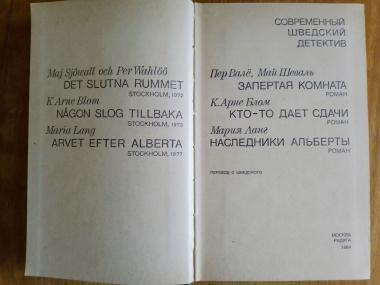 Maj Sjöwall och Per Wahlöö
DET SLUTNA RUMMET
STOCKHOLM, 1972
K Arne Blom
NÅGON SLOG TILLBAKA
STOCKHOLM, 1973
Maria Lang
ARVET EFTER ALBERTA
STOCKHOLM, 1977
СОВРЕМЕННЫЙ
ШВЕДСКИЙ
ДЕТЕКТИВ
Пер Валё, Май Шеваль
ЗАПЕРТАЯ КОМНАТА
РОМАН
К. Арне Блом
КТО-ТО ДАЕТ СДАЧИ
РОМАН
Мария Ланг
НАСЛЕДНИКИ АЛЬБЕРТЫ
РОМАН
ПЕРЕВОД С ШВЕДСКОГО
МОСКВА
РАДУГА
1984